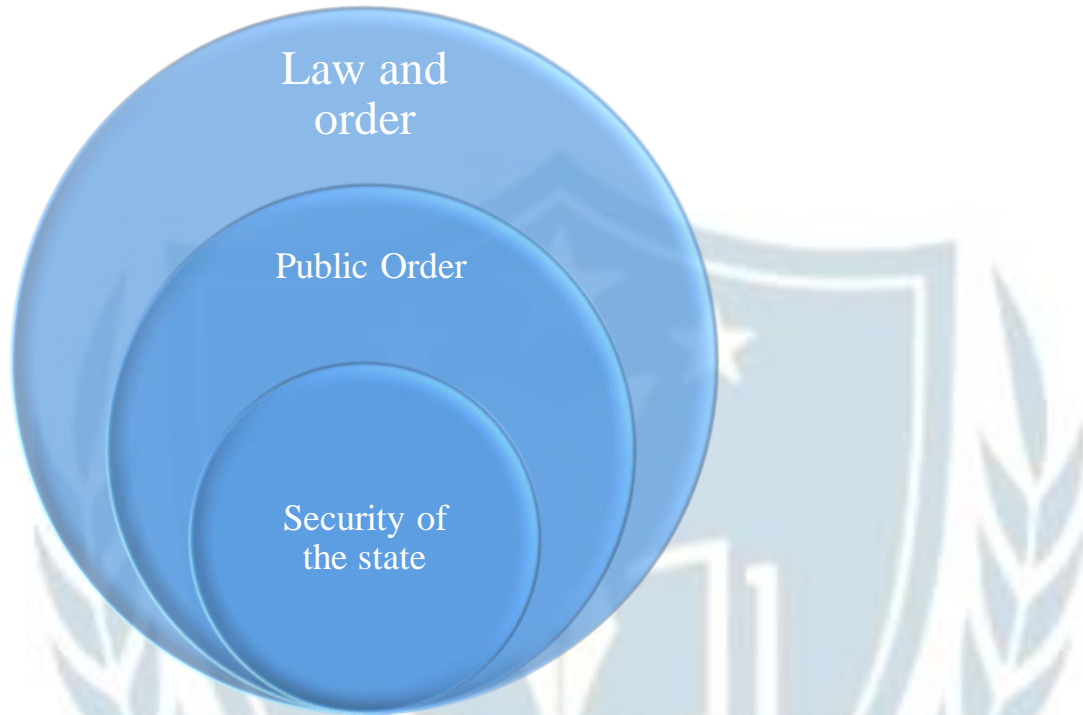 Law and
order
Public Order
Security of
the state